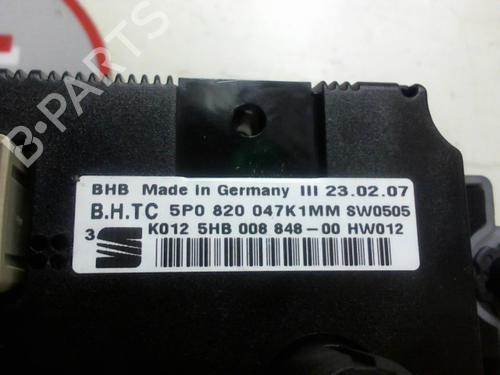 BHB Made in Germany III 23.02.07
B.H.TC 5P0 820 047K1MM SW0505
3 K012 5HB 008 848-00 HW012
B-PARTS
B-PARTS